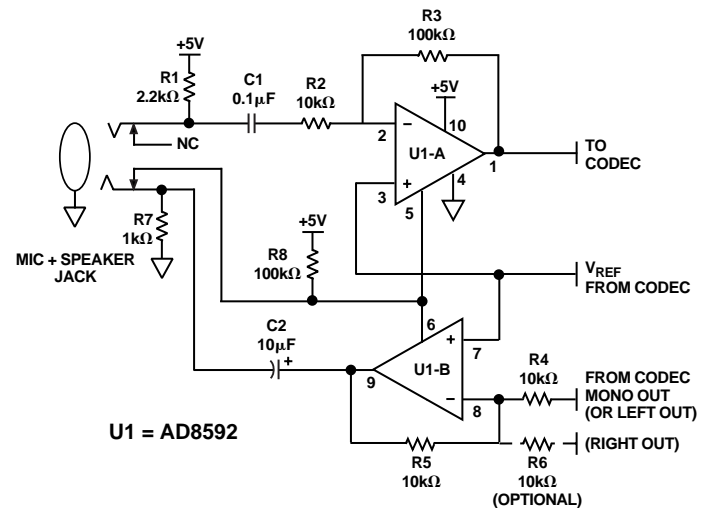 +5V
R1
2.2kΩ
C1
0.1µF
R2
10kΩ
R3
100kΩ
+5V
NC
2
−
10
U1-A
+
3
4
5
1
TO
CODEC
R7
1kΩ
MIC + SPEAKER
JACK
+5V
R8
100kΩ
VREF
FROM CODEC
C2
10µF
+
6
+
7
9
U1-B
−
8
R4
10kΩ
FROM CODEC
MONO OUT
(OR LEFT OUT)
U1 = AD8592
R5
10kΩ
R6
10kΩ
(OPTIONAL)
(RIGHT OUT)